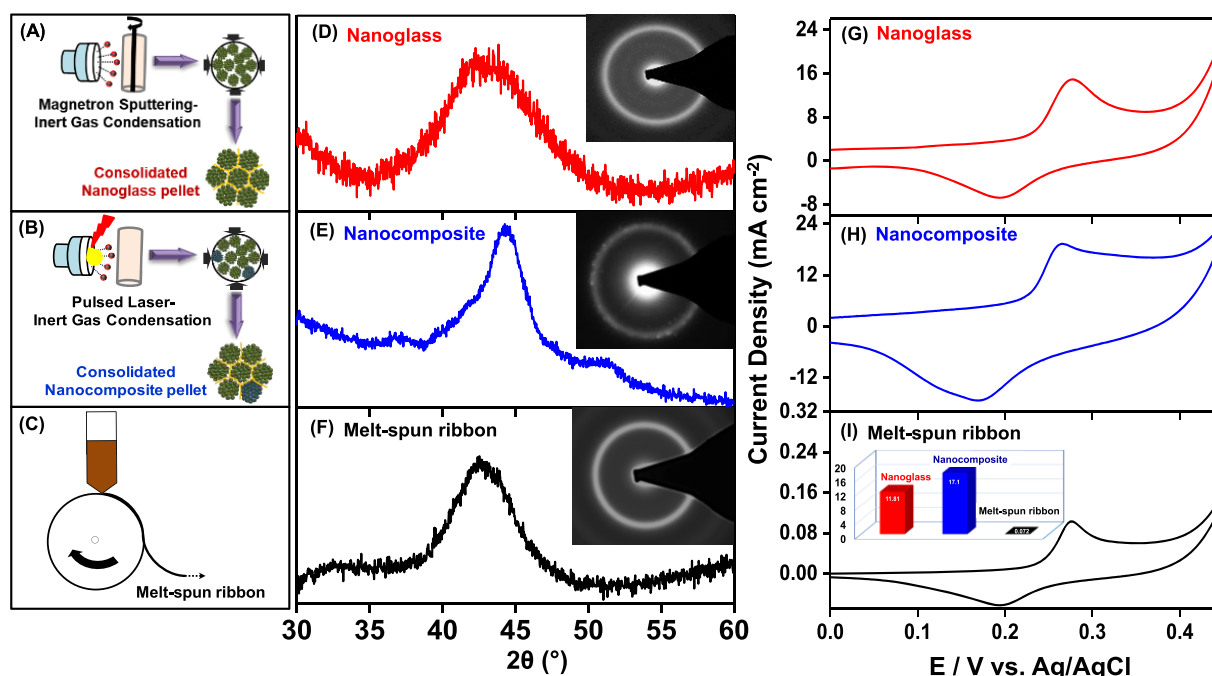 (A)
Magnetron Sputtering-
Inert Gas Condensation
Consolidated
Nanoglass pellet
(B)
Pulsed Laser-
Inert Gas Condensation
Consolidated
Nanocomposite pellet
(C)
Melt-spun ribbon
(D) Nanoglass
(E) Nanocomposite
(F) Melt-spun ribbon
30 35 40 45 50 55 60
2θ (°)
(G) Nanoglass
24
16
8
0
-8
(H) Nanocomposite
24
12
0
-12
Current Density (mA cm-2)
(I) Melt-spun ribbon
0.32
0.24
0.16
0.08
0.00
20
16
12
8
4
0
Nanoglass
11.81
Nanocomposite
17.1
Melt-spun ribbon
0.072
0.0 0.1 0.2 0.3 0.4
E / V vs. Ag/AgCl